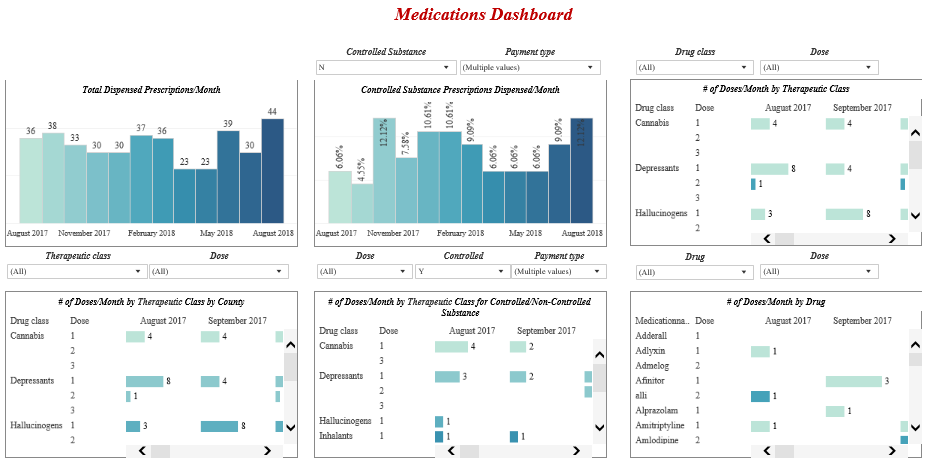 Medications Dashboard
Controlled Substance
Payment type
N
(Multiple values)
Drug class
Dose
(All)
(All)
Total Dispensed Prescriptions/Month
36
38
33
30
30
37
36
23
23
39
30
44
August 2017
November 2017
February 2018
May 2018
August 2018
Controlled Substance Prescriptions Dispensed/Month
6.06%
4.55%
12.12%
7.58%
10.61%
10.61%
9.09%
6.06%
6.06%
6.06%
9.09%
12.12%
August 2017
November 2017
February 2018
May 2018
August 2018
# of Doses/Month by Therapeutic Class
Drug class Dose August 2017 September 2017
Cannabis 1 4 4
2
3
Depressants 1 8 4
2 1
3
Hallucinogens 1 3 8
2
Therapeutic class
Dose
(All)
(All)
Dose
Controlled
Payment type
(All)
Y
(Multiple values)
Drug
Dose
(All)
(All)
# of Doses/Month by Therapeutic Class by County
Drug class Dose August 2017 September 2017
Cannabis 1 4 4
2
3
Depressants 1 8 4
2 1
3
Hallucinogens 1 3 8
2
# of Doses/Month by Therapeutic Class for Controlled/Non-Controlled
Substance
Drug class Dose August 2017 September 2017
Cannabis 1 4 2
3
Depressants 1 3 2
2
3
Hallucinogens 1 1
Inhalants 1 1 1
# of Doses/Month by Drug
Medicationna.. Dose August 2017 September 2017
Adderall 1
Adlyxin 1 1
Admelog 2
Afinitor 1 3
alli 2 1
Alprazolam 1 1
Amitriptyline 1 1
Amlodipine 2